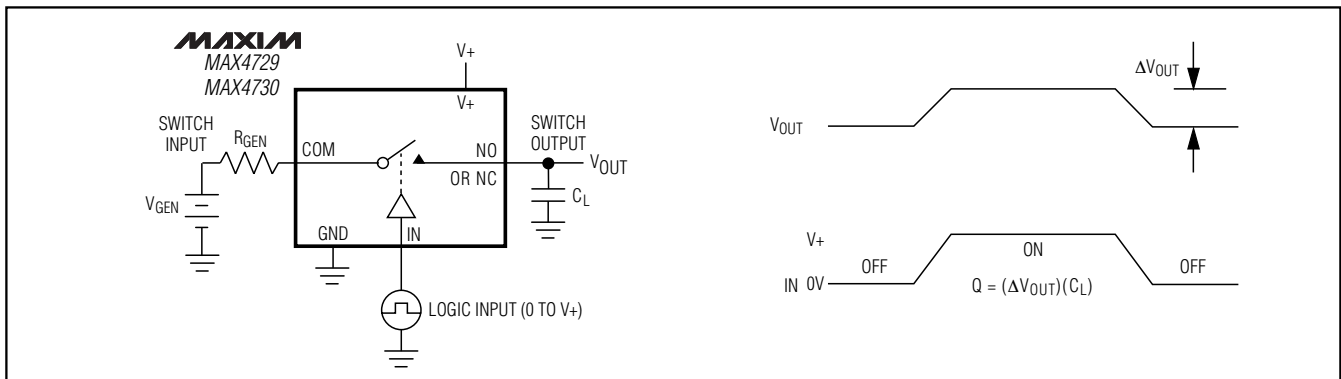 MAXIM
MAX4729
MAX4730
V+
V+
SWITCH
INPUT
RGEN
COM
NO
OR NC
SWITCH
OUTPUT
VOUT
CL
VGEN
GND
IN
LOGIC INPUT (0 TO V+)
VOUT
ΔVOUT
V+
IN 0V
OFF
ON
OFF
Q = (ΔVOUT)(CL)